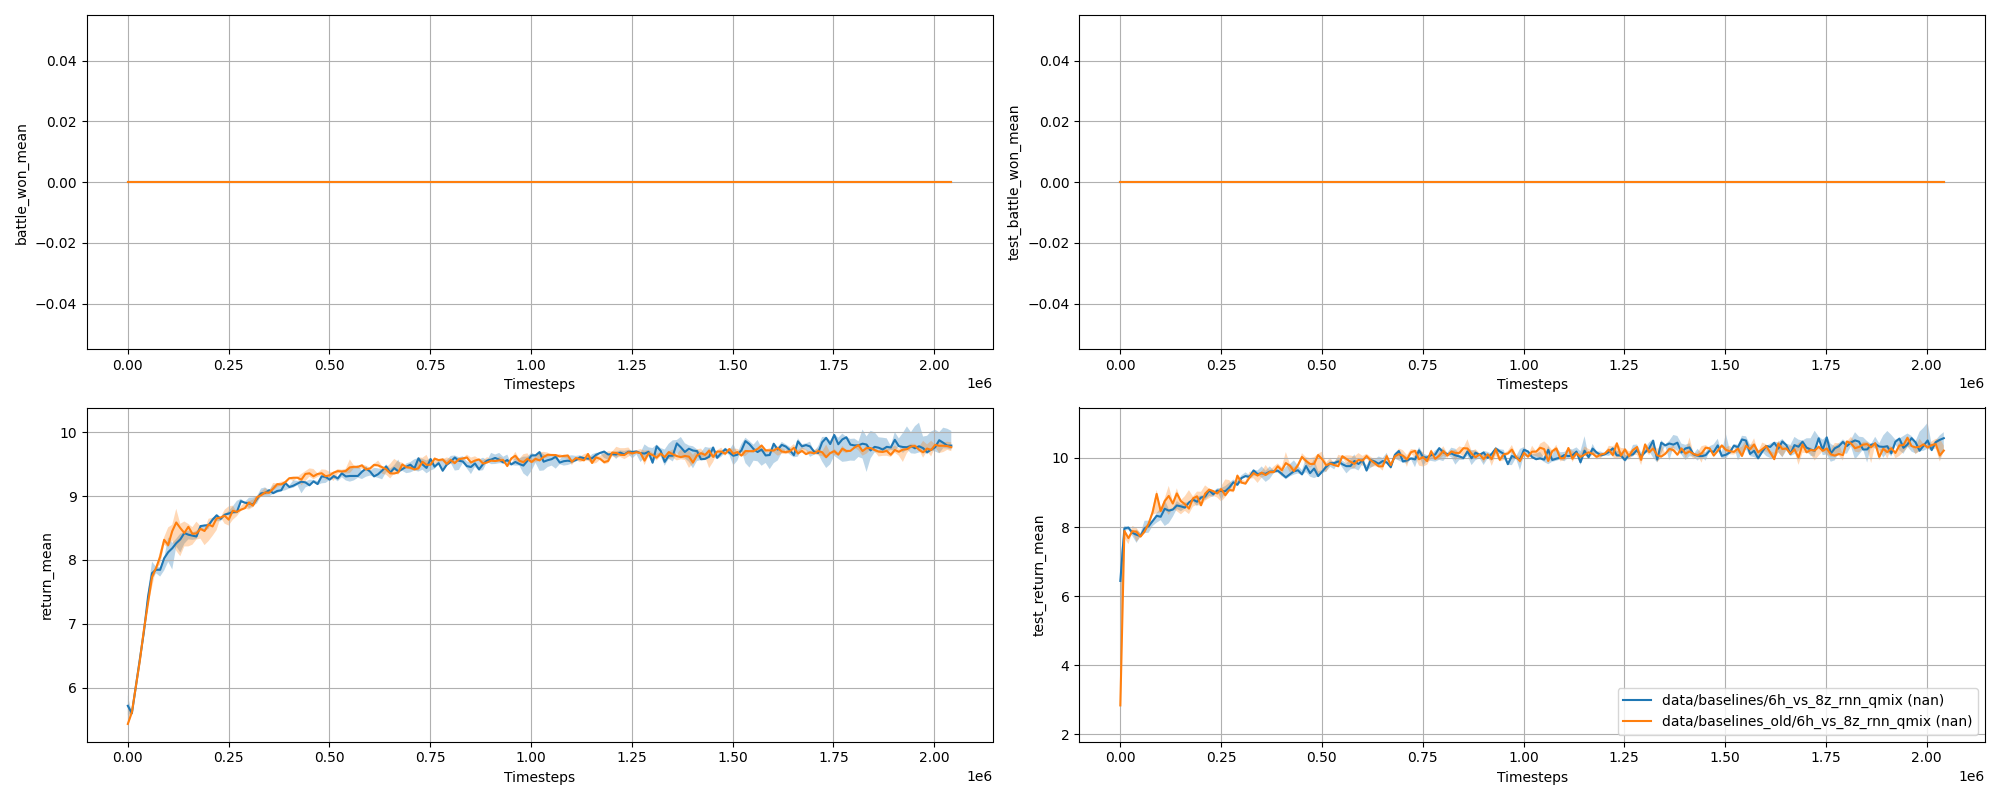 battle_won_mean
0.04
0.02
0.00
−0.02
−0.04
0.00 0.25 0.50 0.75 1.00 1.25 1.50 1.75 2.00
Timesteps
1e6
test_battle_won_mean
0.04
0.02
0.00
−0.02
−0.04
0.00 0.25 0.50 0.75 1.00 1.25 1.50 1.75 2.00
Timesteps
1e6
return_mean
10
9
8
7
6
0.00 0.25 0.50 0.75 1.00 1.25 1.50 1.75 2.00
Timesteps
1e6
test_return_mean
10
8
6
4
2
data/baselines/6h_vs_8z_rnn_qmix (nan)
data/baselines_old/6h_vs_8z_rnn_qmix (nan)
0.00 0.25 0.50 0.75 1.00 1.25 1.50 1.75 2.00
Timesteps
1e6